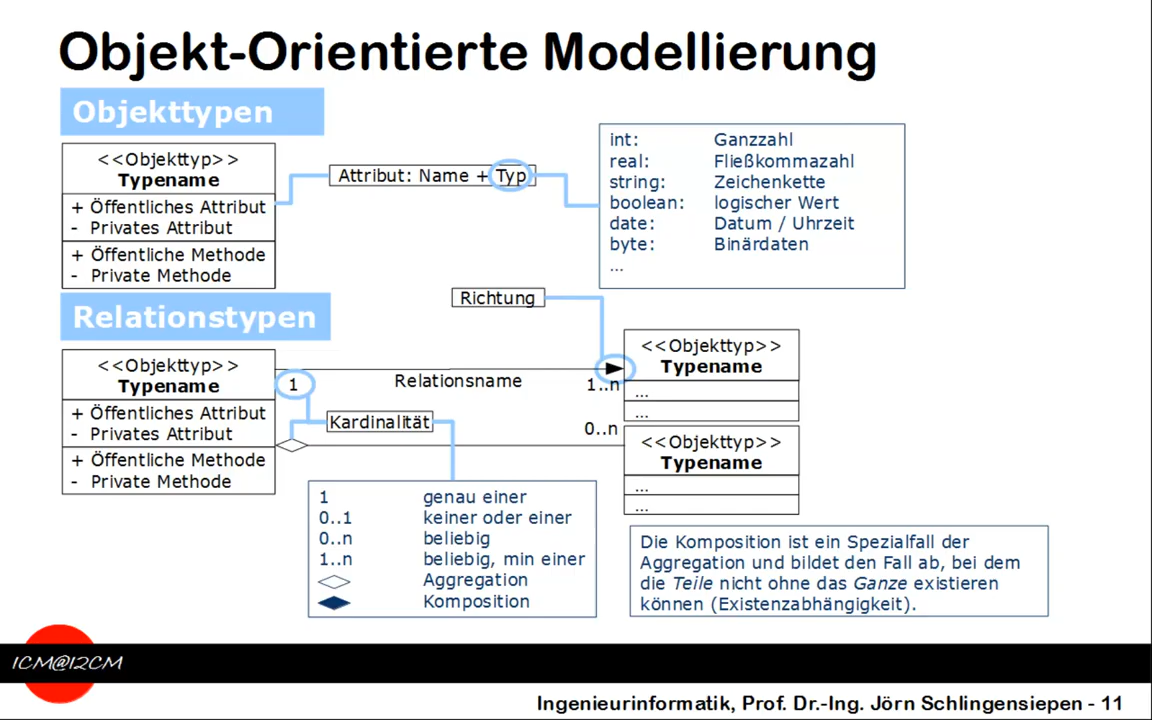 Objekt-Orientierte Modellierung
Objekttypen
<<Objekttyp>>
Typename
+ Öffentliches Attribut
- Privates Attribut
+ Öffentliche Methode
- Private Methode
Attribut: Name + Typ
int: Ganzzahl
real: Fließkommazahl
string: Zeichenkette
boolean: logischer Wert
date: Datum / Uhrzeit
byte: Binärdaten
...
Richtung
Relationstypen
<<Objekttyp>>
Typename
+ Öffentliches Attribut
- Privates Attribut
+ Öffentliche Methode
- Private Methode
1
Relationsname
1..n
Kardinalität
0..n
<<Objekttyp>>
Typename
...
...
<<Objekttyp>>
Typename
...
...
1 genau einer
0..1 keiner oder einer
0..n beliebig
1..n beliebig, min einer
Aggregation
Komposition
Die Komposition ist ein Spezialfall der
Aggregation und bildet den Fall ab, bei dem
die Teile nicht ohne das Ganze existieren
können (Existenzabhängigkeit).
ICM@I2CM
Ingenieurinformatik, Prof. Dr.-Ing. Jörn Schlingensiepen - 11